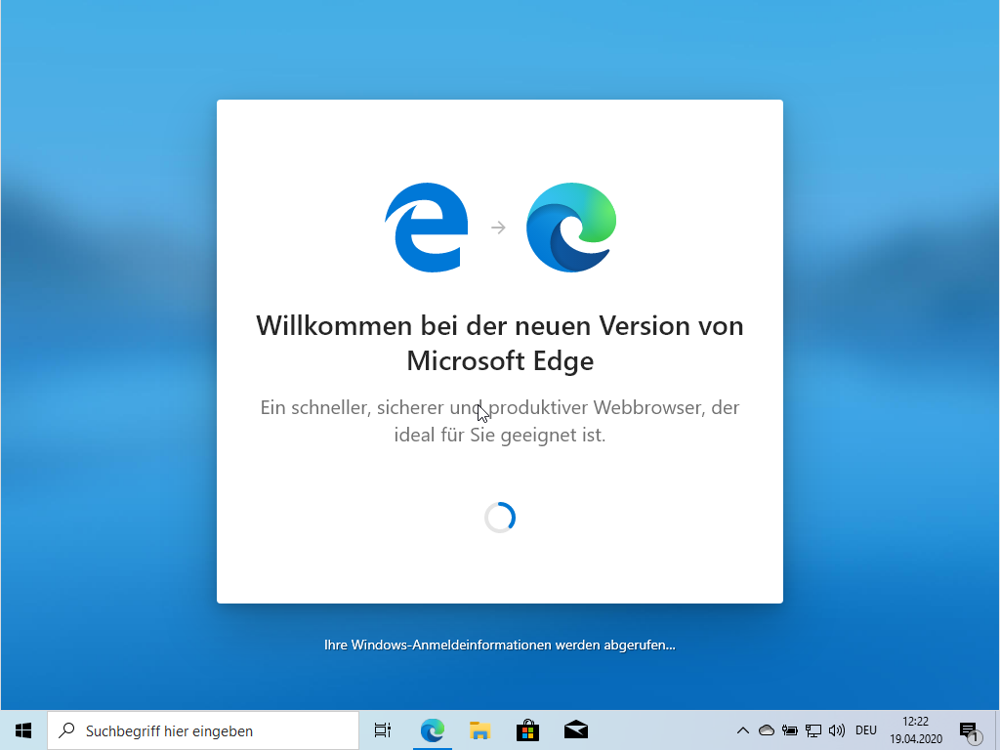 Willkommen bei der neuen Version von
Microsoft Edge
Ein schneller, sicherer und produktiver Webbrowser, der
ideal für Sie geeignet ist.
Ihre Windows-Anmeldeinformationen werden abgerufen...
Suchbegriff hier eingeben
DEU
12:22
19.04.2020
1